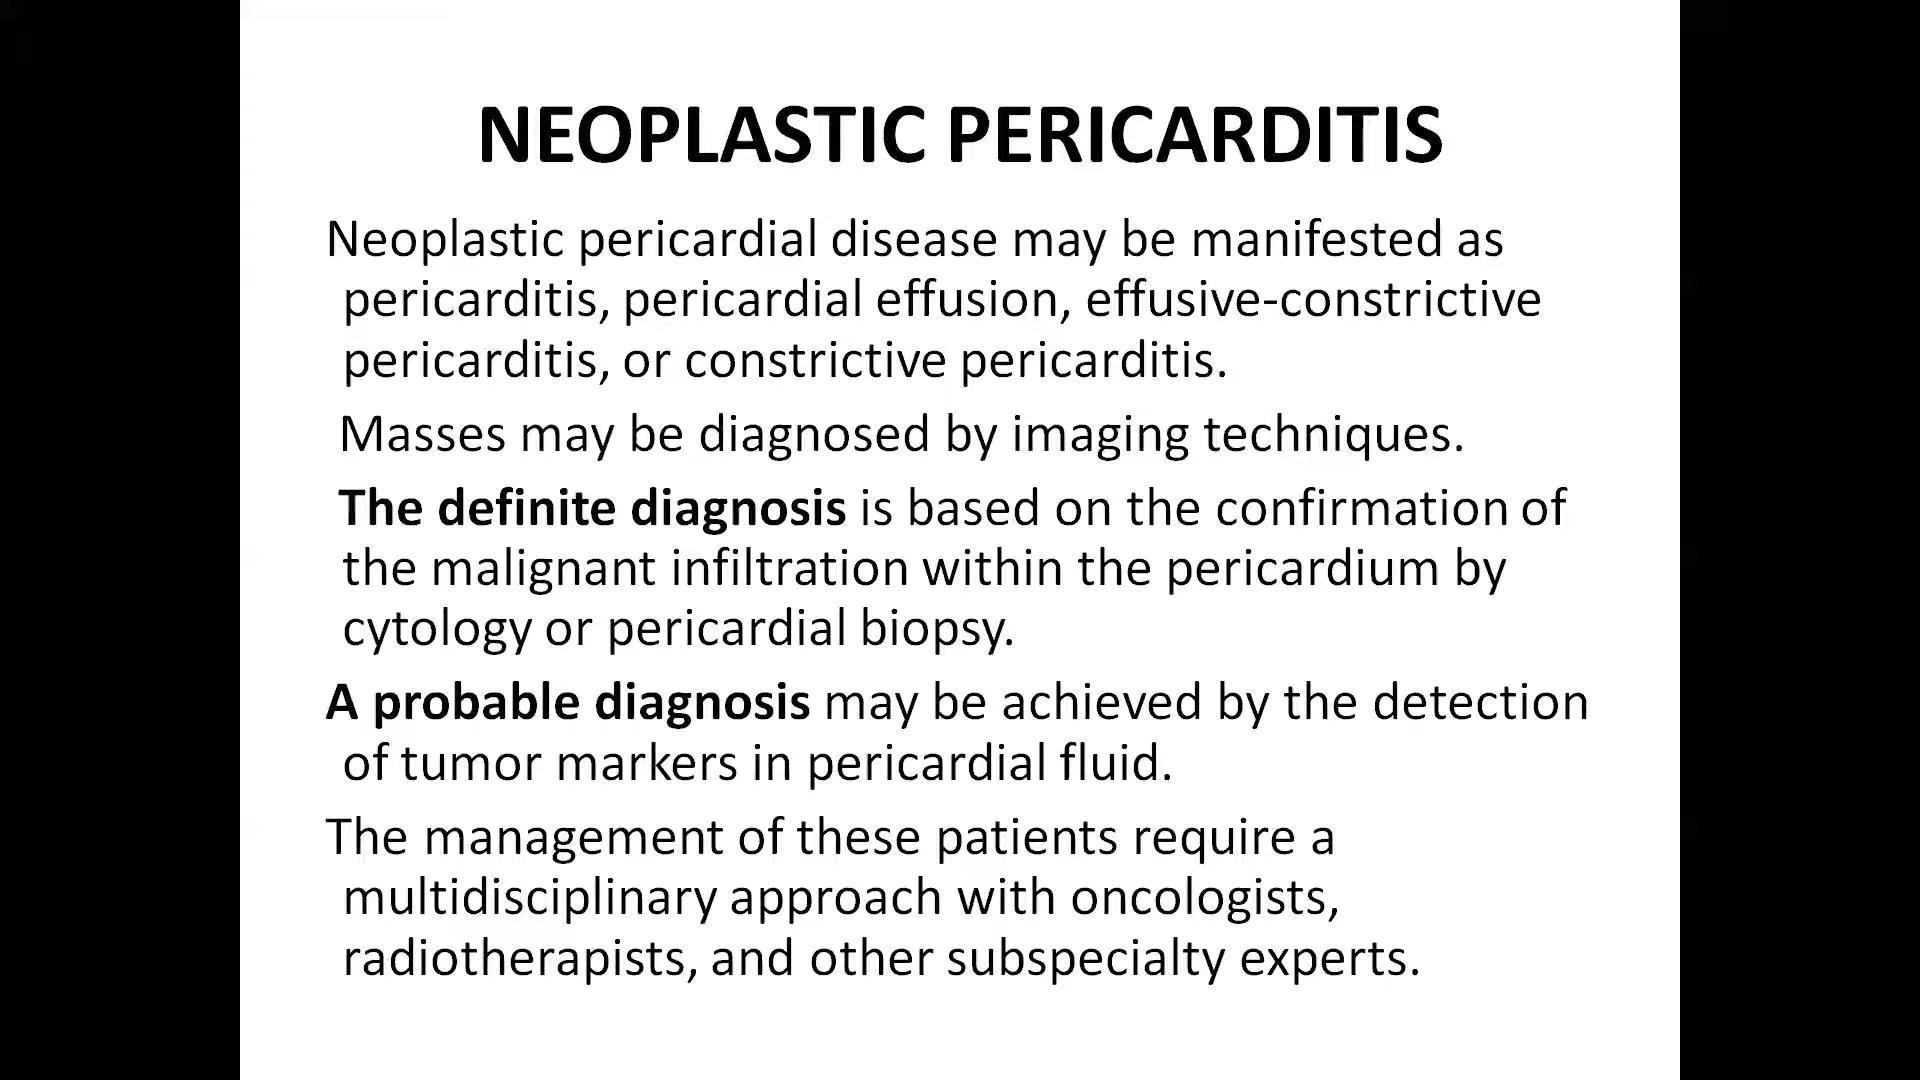 NEOPLASTIC PERICARDITIS
Neoplastic pericardial disease may be manifested as
pericarditis, pericardial effusion, effusive-constrictive
pericarditis, or constrictive pericarditis.
Masses may be diagnosed by imaging techniques.
The definite diagnosis is based on the confirmation of
the malignant infiltration within the pericardium by
cytology or pericardial biopsy.
A probable diagnosis may be achieved by the detection
of tumor markers in pericardial fluid.
The management of these patients require a
multidisciplinary approach with oncologists,
radiotherapists, and other subspecialty experts.